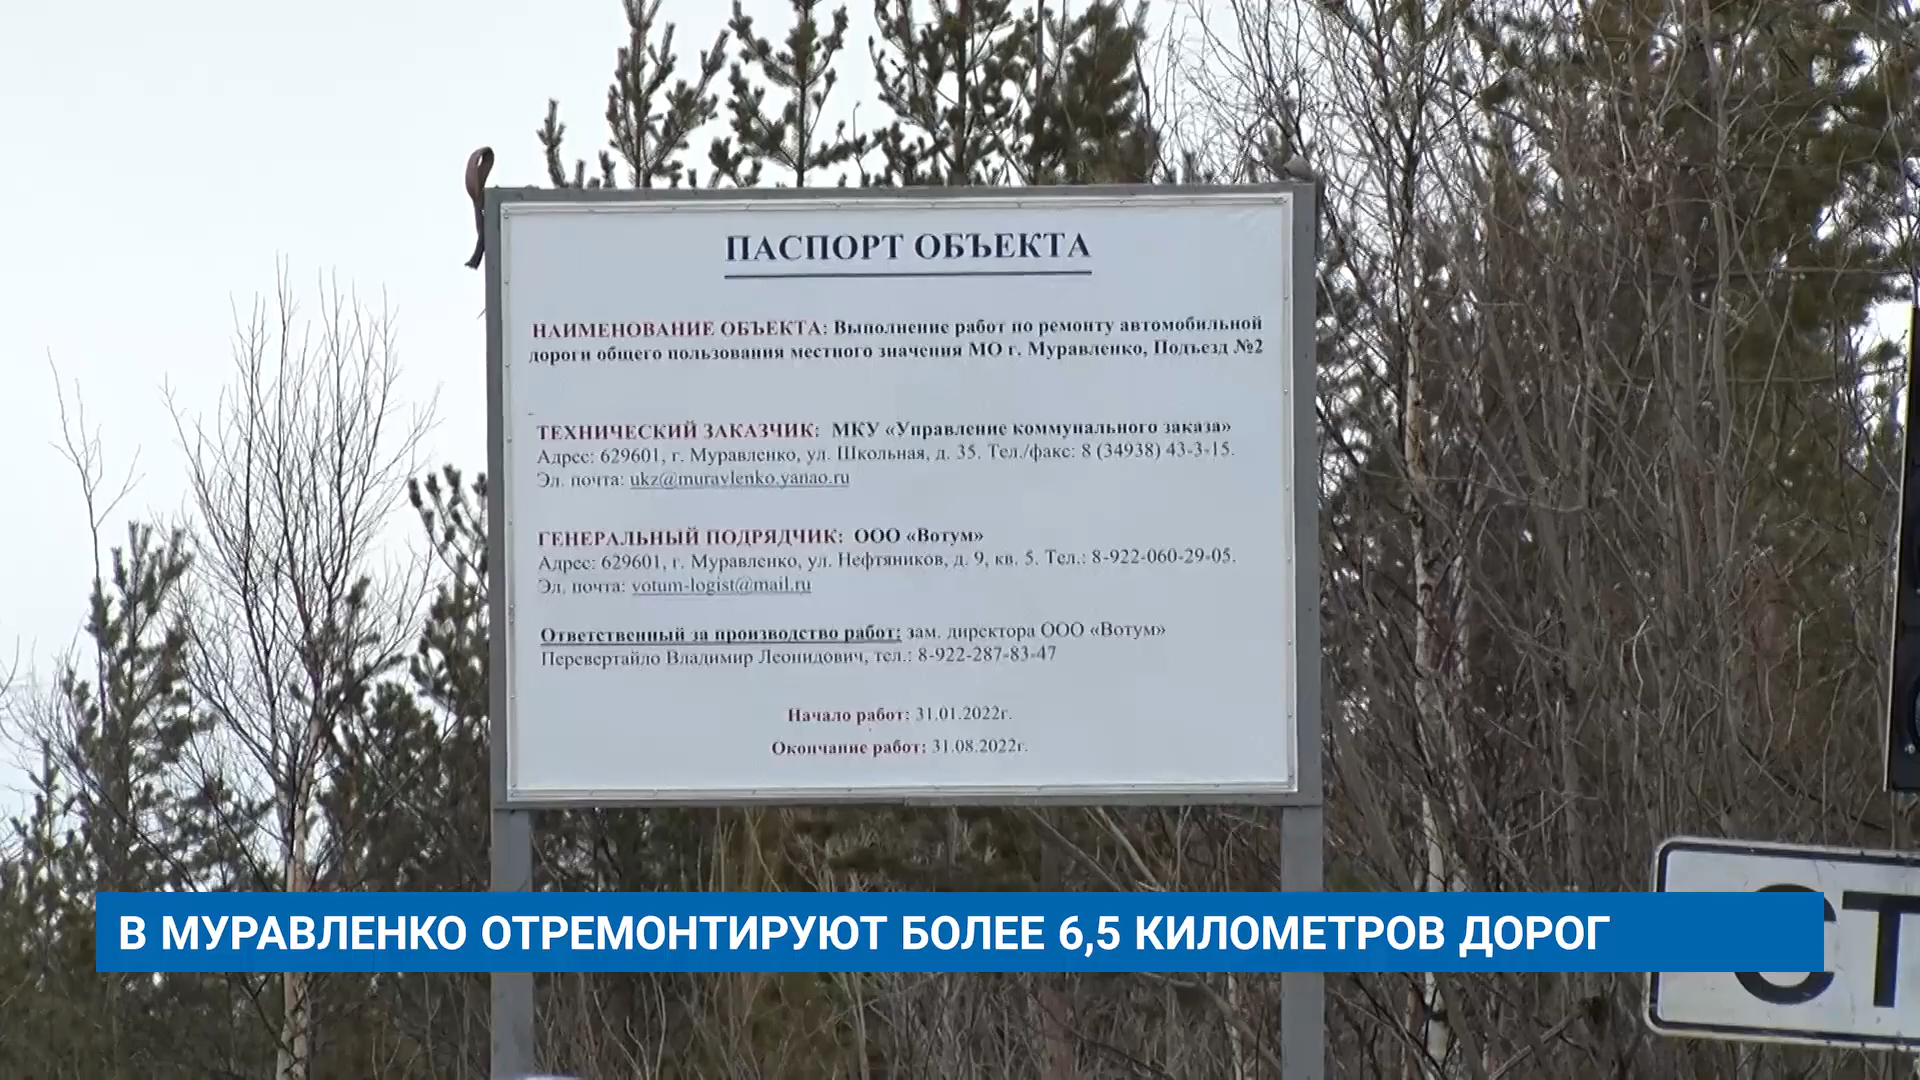 ПАСПОРТ ОБЪЕКТА
НАИМЕНОВАНИЕ ОБЪЕКТА: Выполнение работ по ремонту автомобильной
дороги общего пользования местного значения МО г. Муравленко, Подъезд №2
ТЕХНИЧЕСКИЙ ЗАКАЗЧИК: МКУ «Управление коммунального заказа»
Адрес: 629601, г. Муравленко, ул. Школьная, д. 35. Тел./факс: 8 (34938) 43-3-15.
Эл. почта: ukz@muravlenko.yanao.ru
ГЕНЕРАЛЬНЫЙ ПОДРЯДЧИК: ООО «Вотум»
Адрес: 629601, г. Муравленко, ул. Нефтяников, д. 9, кв. 5. Тел.: 8-922-060-29-05.
Эл. почта: votum-logist@mail.ru
Ответственный за производство работ: зам. директора ООО «Вотум»
Перевертайло Владимир Леонидович, тел.: 8-922-287-83-47
Начало работ: 31.01.2022г.
Окончание работ: 31.08.2022г.
В МУРАВЛЕНКО ОТРЕМОНТИРУЮТ БОЛЕЕ 6,5 КИЛОМЕТРОВ ДОРОГ
СТ